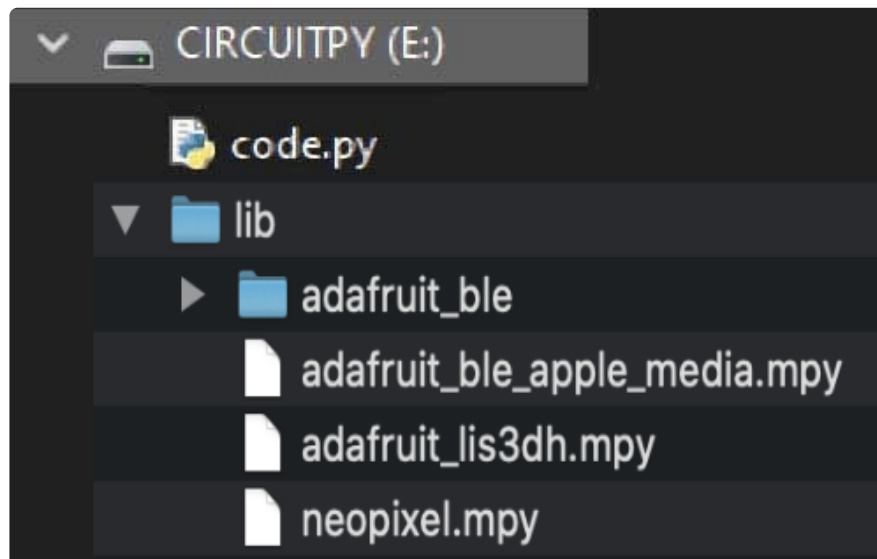 CIRCUITPY (E:)
code.py
lib
adafruit_ble
adafruit_ble_apple_media.mpy
adafruit_lis3dh.mpy
neopixel.mpy